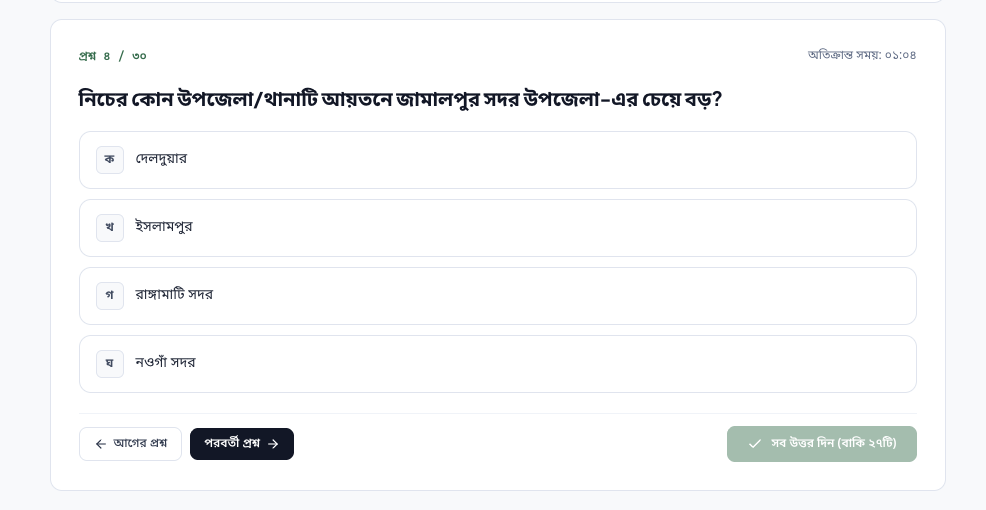 প্রশ্ন ৪ / ৩০
অতিক্রান্ত সময়: ০১:০৪
নিচের কোন উপজেলা/থানাটি আয়তনে জামালপুর সদর উপজেলা-এর চেয়ে বড়?
ক দেলদুয়ার
খ ইসলামপুর
গ রাঙ্গামাটি সদর
ঘ নওগাঁ সদর
← আগের প্রশ্ন
পরবর্তী প্রশ্ন →
✓ সব উত্তর দিন (বাকি ২৭টি)